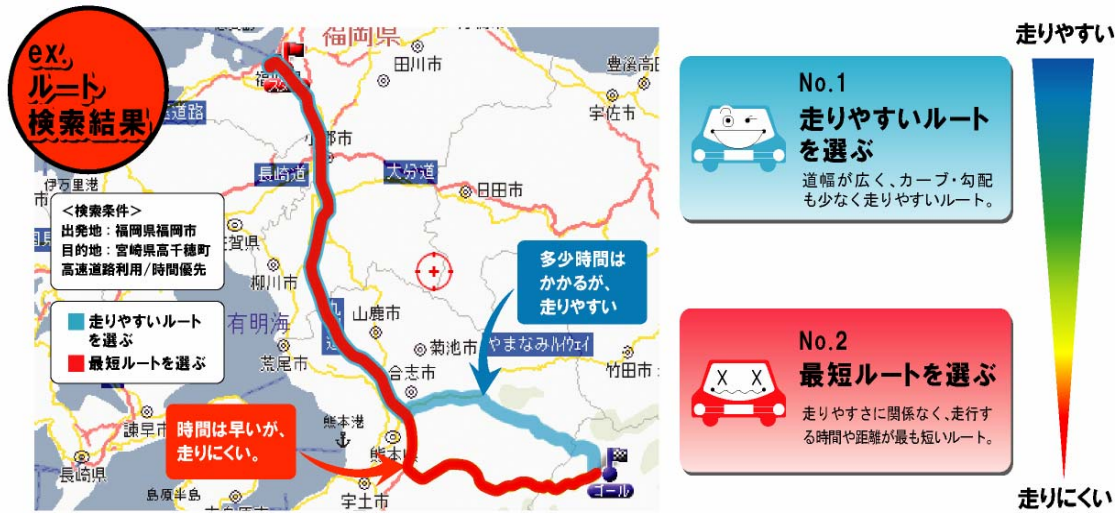 ex.
ルート
検索結果
福岡県
田川市
豊後高田
宇佐市
スタート
小郡市
長崎道
大分道
日田市
伊万里港
<検索条件>
出発地：福岡県福岡市
目的地：宮崎県高千穂町
高速道路利用/時間優先
柳川市
走りやすいルート
を選ぶ
最短ルートを選ぶ
有明海
荒尾市
山鹿市
菊池市
合志市
やまなみハイウェイ
竹田市
多少時間は
かかるが、
走りやすい
諫早市
長崎県
島原半島
熊本港
宇土市
時間は早いが、
走りにくい。
ゴール
No.1
走りやすいルート
を選ぶ
道幅が広く、カーブ・勾配
も少なく走りやすいルート。
No.2
最短ルートを選ぶ
走りやすさに関係なく、走行す
る時間や距離が最も短いルート。
走りやすい
走りにくい